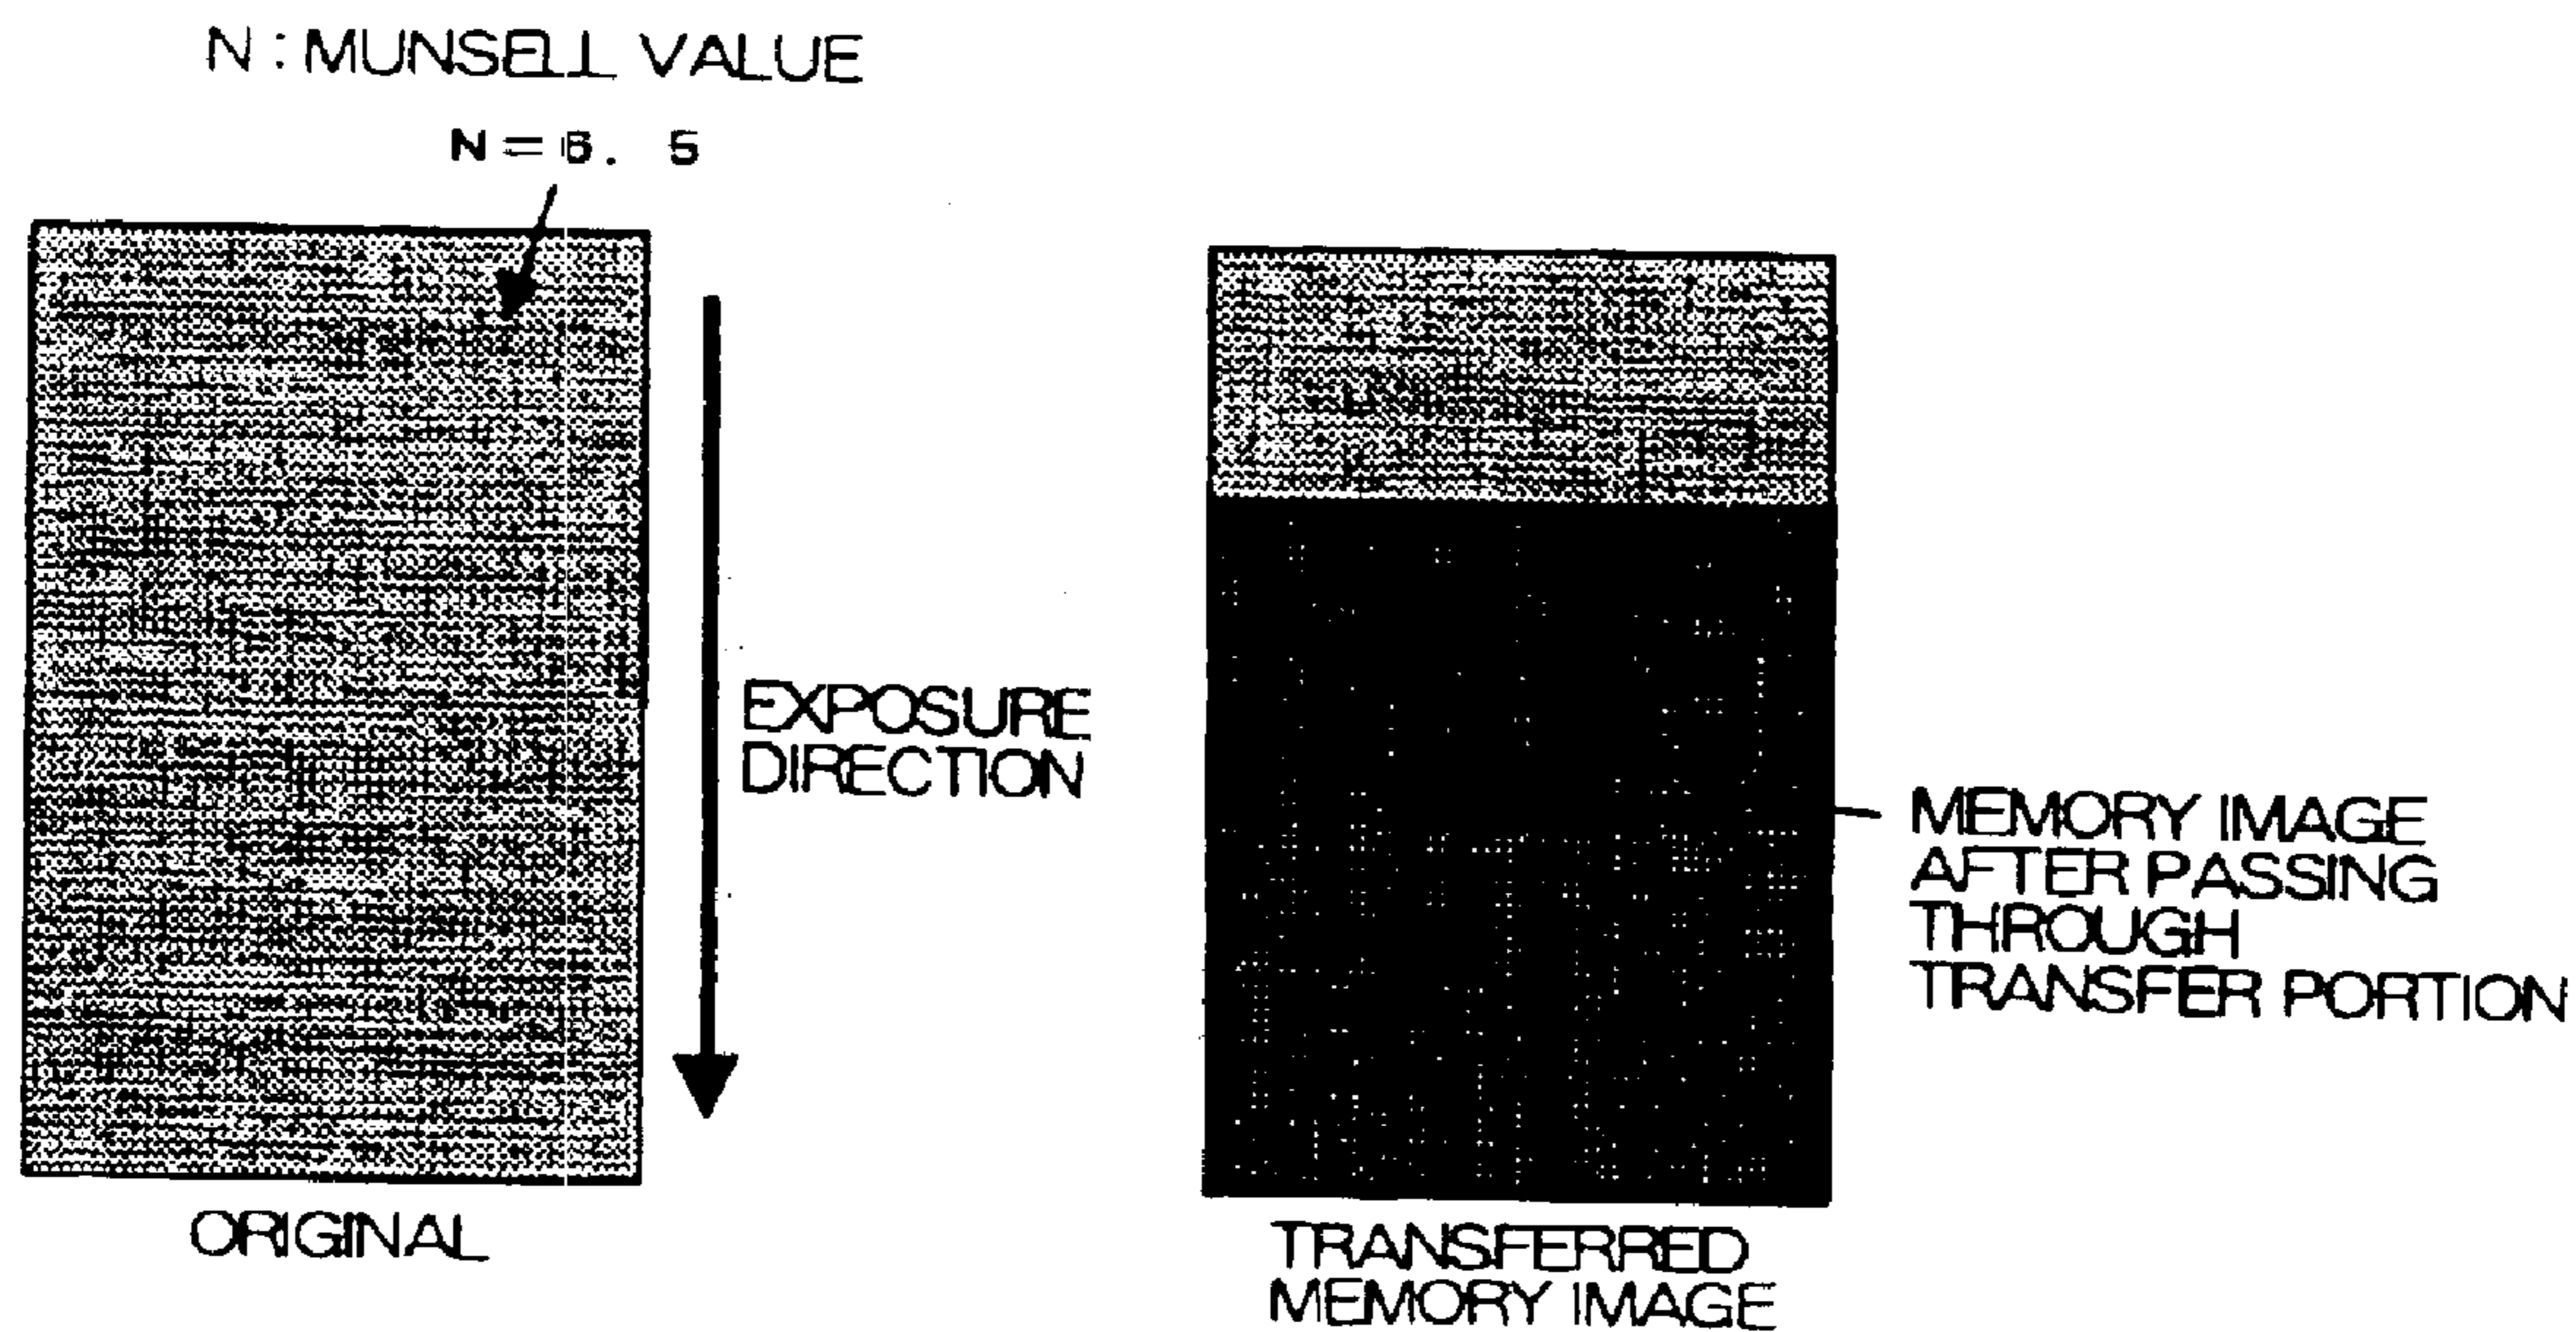 N : MUNSELL VALUE
N = 6. 5
EXPOSURE
DIRECTION
MEMORY IMAGE
AFTER PASSING
THROUGH
TRANSFER PORTION
ORIGINAL
TRANSFERRED
MEMORY IMAGE